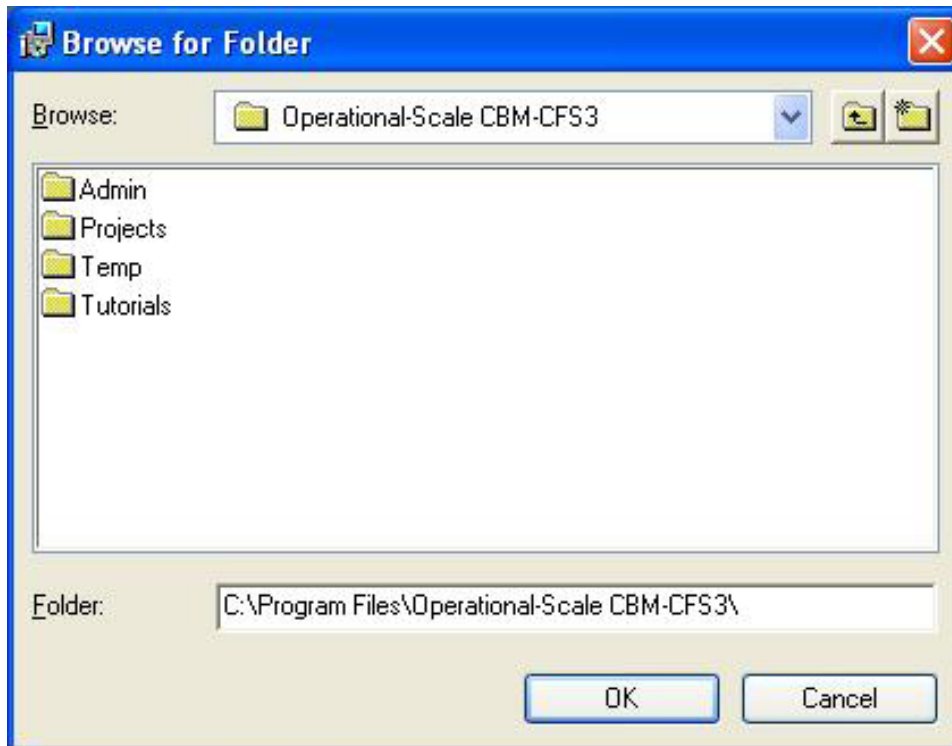 Browse for Folder
Browse: Operational-Scale CBM-CFS3
Admin
Projects
Temp
Tutorials
Folder: C:\Program Files\Operational-Scale CBM-CFS3\
OK Cancel